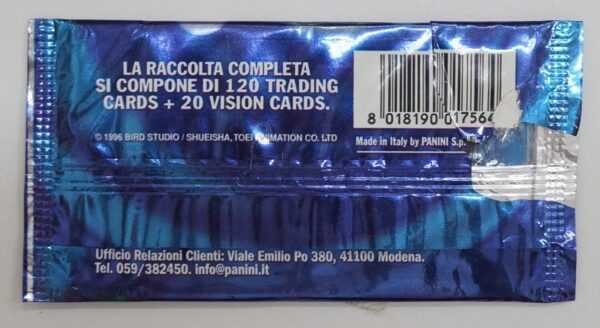 LA RACCOLTA COMPLETA
SI COMPONE DI 120 TRADING
CARDS + 20 VISION CARDS.
© 1996 BIRD STUDIO / SHUEISHA, TOEI ANIMATION CO. LTD
8 018190 01756
Made in Italy by PANINI S.p.
Ufficio Relazioni Clienti: Viale Emilio Po 380, 41100 Modena.
Tel. 059/382450. info@panini.it